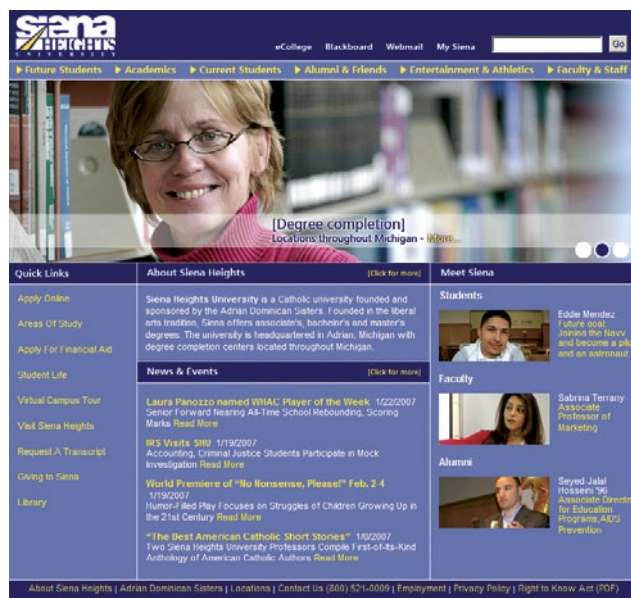 siena
HEIGHTS
UNIVERSITY
eCollege Blackboard Webmail My Siena Go
Future Students Academics Current Students Alumni & Friends Entertainment & Athletics Faculty & Staff
[Degree completion]
Locations throughout Michigan - More...
Quick Links
Apply Online
Areas Of Study
Apply For Financial Aid
Student Life
Virtual Campus Tour
Visit Siena Heights
Request A Transcript
Giving to Siena
Library
About Siena Heights [Click for more]
Siena Heights University is a Catholic university founded and
sponsored by the Adrian Dominican Sisters. Founded in the liberal
arts tradition, Siena offers associate's, bachelor's and master's
degrees. The university is headquartered in Adrian, Michigan with
degree completion centers located throughout Michigan.
News & Events [Click for more]
Laura Panozzo named WHAC Player of the Week 1/22/2007
Senior Forward Nearing All-Time School Rebounding, Scoring
Marks Read More
IRS Visits SHU 1/19/2007
Accounting, Criminal Justice Students Participate in Mock
Investigation Read More
World Premiere of "No Nonsense, Please!" Feb. 2-4
1/19/2007
Humor-Filled Play Focuses on Struggles of Children Growing Up in
the 21st Century Read More
"The Best American Catholic Short Stories" 1/8/2007
Two Siena Heights University Professors Compile First-of-Its-Kind
Anthology of American Catholic Authors Read More
Meet Siena
Students
Eddie Mendez
Future goal:
Joining the Navy
and become a pil
and an astronaut
Faculty
Sabrina Terrany
Associate
Professor of
Marketing
Alumni
Seyed Jalal
Hosseini '96
Associate Directo
for Education
Programs,AIDS
Prevention
About Siena Heights | Adrian Dominican Sisters | Locations | Contact Us (800) 521-0009 | Employment | Privacy Policy | Right to Know Act (PDF)